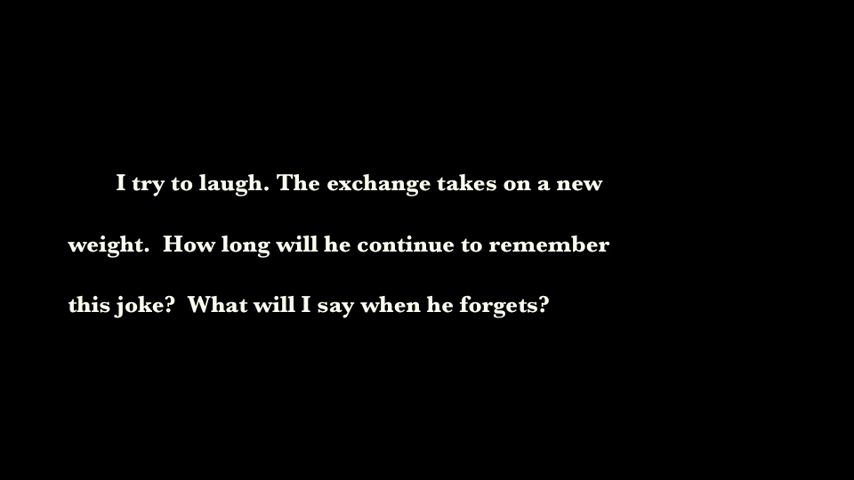 I try to laugh. The exchange takes on a new
weight.  How long will he continue to remember
this joke?  What will I say when he forgets?